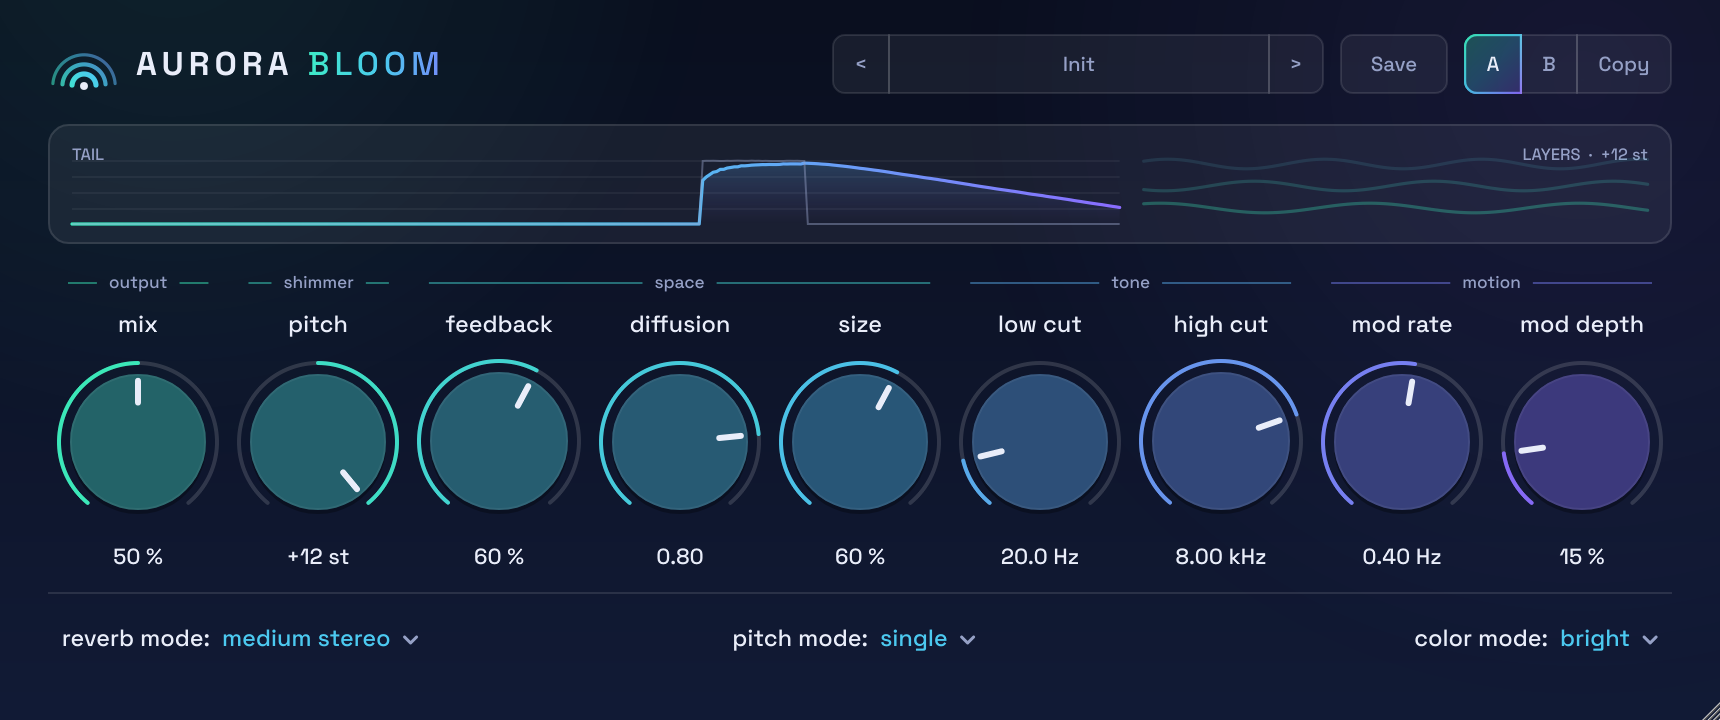 AURORA BLOOM
< Init > Save A B Copy
TAIL LAYERS · +12 st
output shimmer space tone motion
mix pitch feedback diffusion size low cut high cut mod rate mod depth
50 % +12 st 60 % 0.80 60 % 20.0 Hz 8.00 kHz 0.40 Hz 15 %
reverb mode: medium stereo pitch mode: single color mode: bright